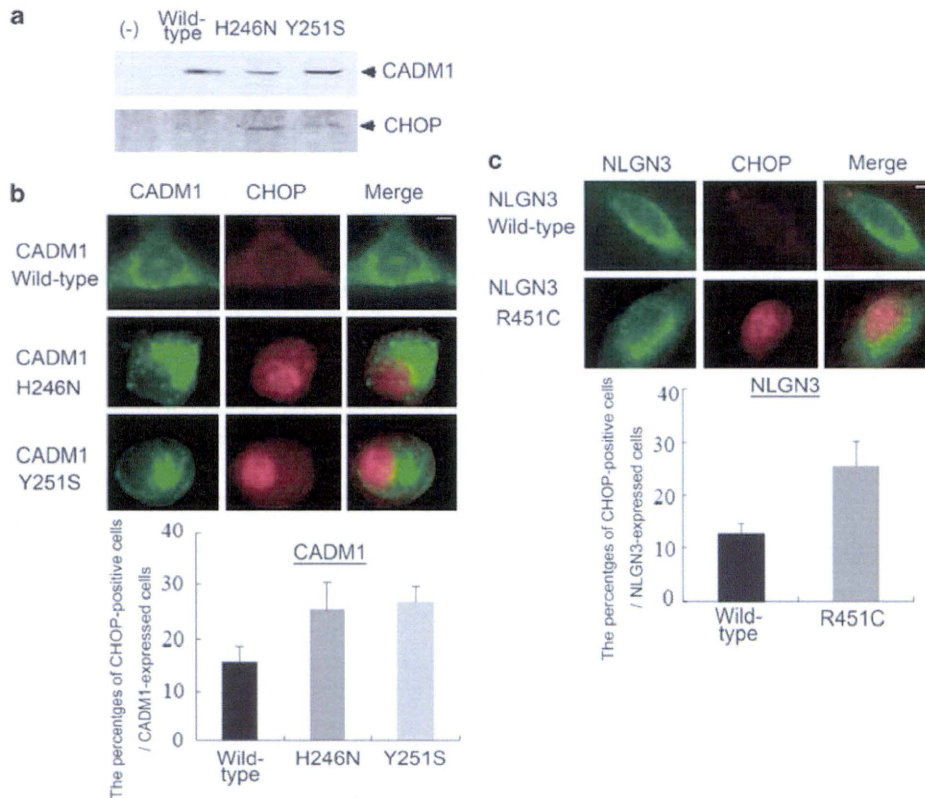 a
(-) Wild-type H246N Y251S
CADM1
CHOP
b
CADM1 CHOP Merge
CADM1
Wild-type
CADM1
H246N
CADM1
Y251S
The percentges of CHOP-positive cells
/ CADM1-expressed cells
CADM1
40
30
20
10
0
Wild-
type
H246N
Y251S
c
NLGN3 CHOP Merge
NLGN3
Wild-type
NLGN3
R451C
The percentges of CHOP-positive cells
/ NLGN3-expressed cells
NLGN3
40
30
20
10
0
Wild-
type
R451C